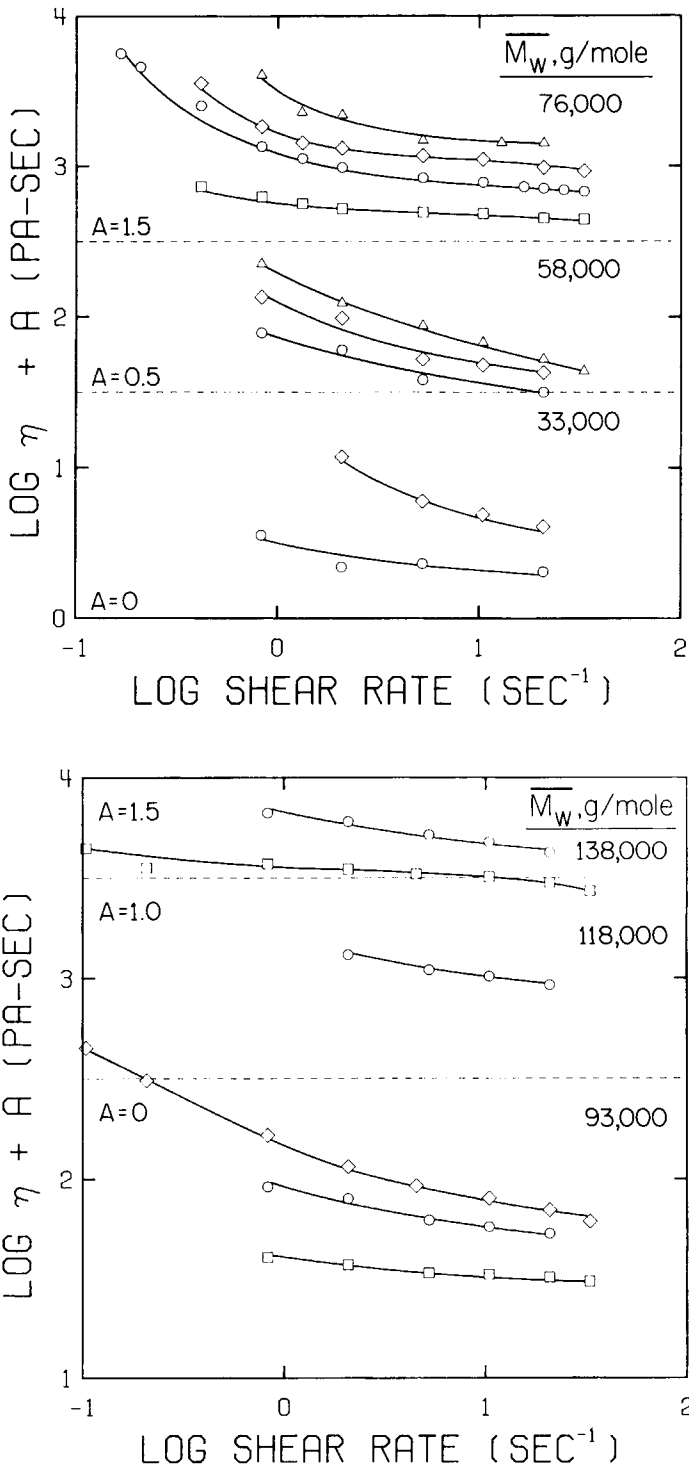 4
3
2
1
0
LOG η + A (PA-SEC)
M̅w̅, g/mole
76,000
A=1.5
58,000
A=0.5
33,000
A=0
-1
0
1
2
LOG SHEAR RATE (SEC⁻¹)
4
3
2
1
LOG η + A (PA-SEC)
A=1.5
M̅w̅, g/mole
138,000
A=1.0
118,000
A=0
93,000
-1
0
1
2
LOG SHEAR RATE (SEC⁻¹)